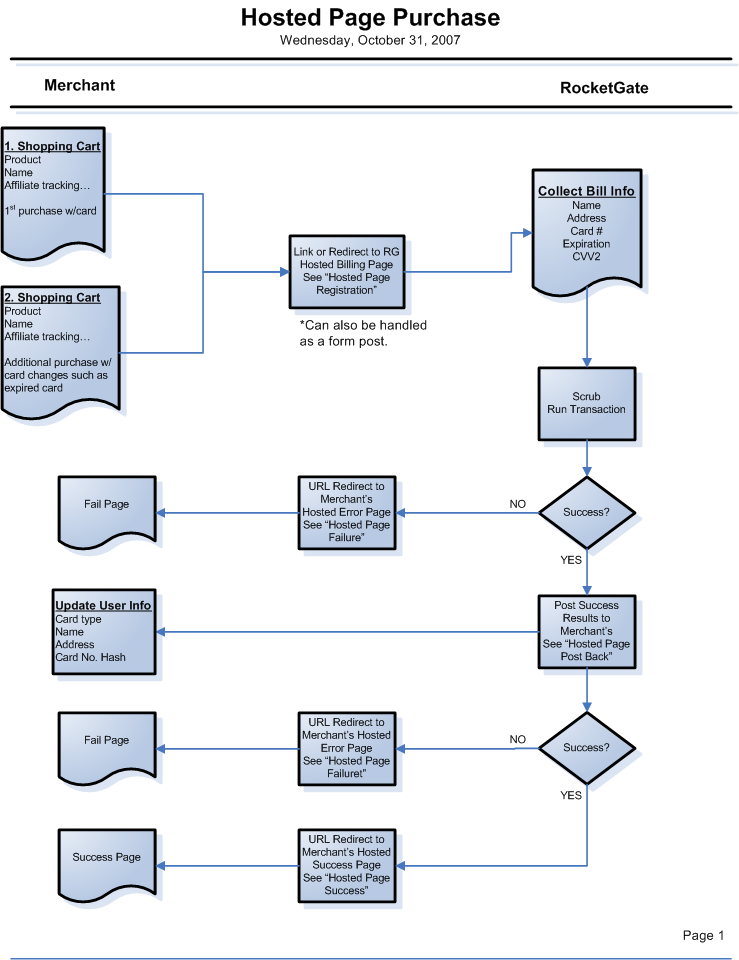 Hosted Page Purchase
Wednesday, October 31, 2007
Merchant
RocketGate
1. Shopping Cart
Product
Name
Affiliate tracking…
1st purchase w/card
2. Shopping Cart
Product
Name
Affiliate tracking…
Additional purchase w/
card changes such as
expired card
Link or Redirect to RG
Hosted Billing Page
See “Hosted Page
Registration”
*Can also be handled
as a form post.
Collect Bill Info
Name
Address
Card #
Expiration
CVV2
Scrub
Run Transaction
Success?
NO
YES
URL Redirect to
Merchant’s
Hosted Error Page
See “Hosted Page
Failure”
Fail Page
Post Success
Results to
Merchant’s
See “Hosted Page
Post Back”
Update User Info
Card type
Name
Address
Card No. Hash
Success?
NO
YES
URL Redirect to
Merchant’s Hosted
Error Page
See “Hosted Page
Failuret”
Fail Page
URL Redirect to
Merchant’s Hosted
Success Page
See “Hosted Page
Success”
Success Page
Page 1